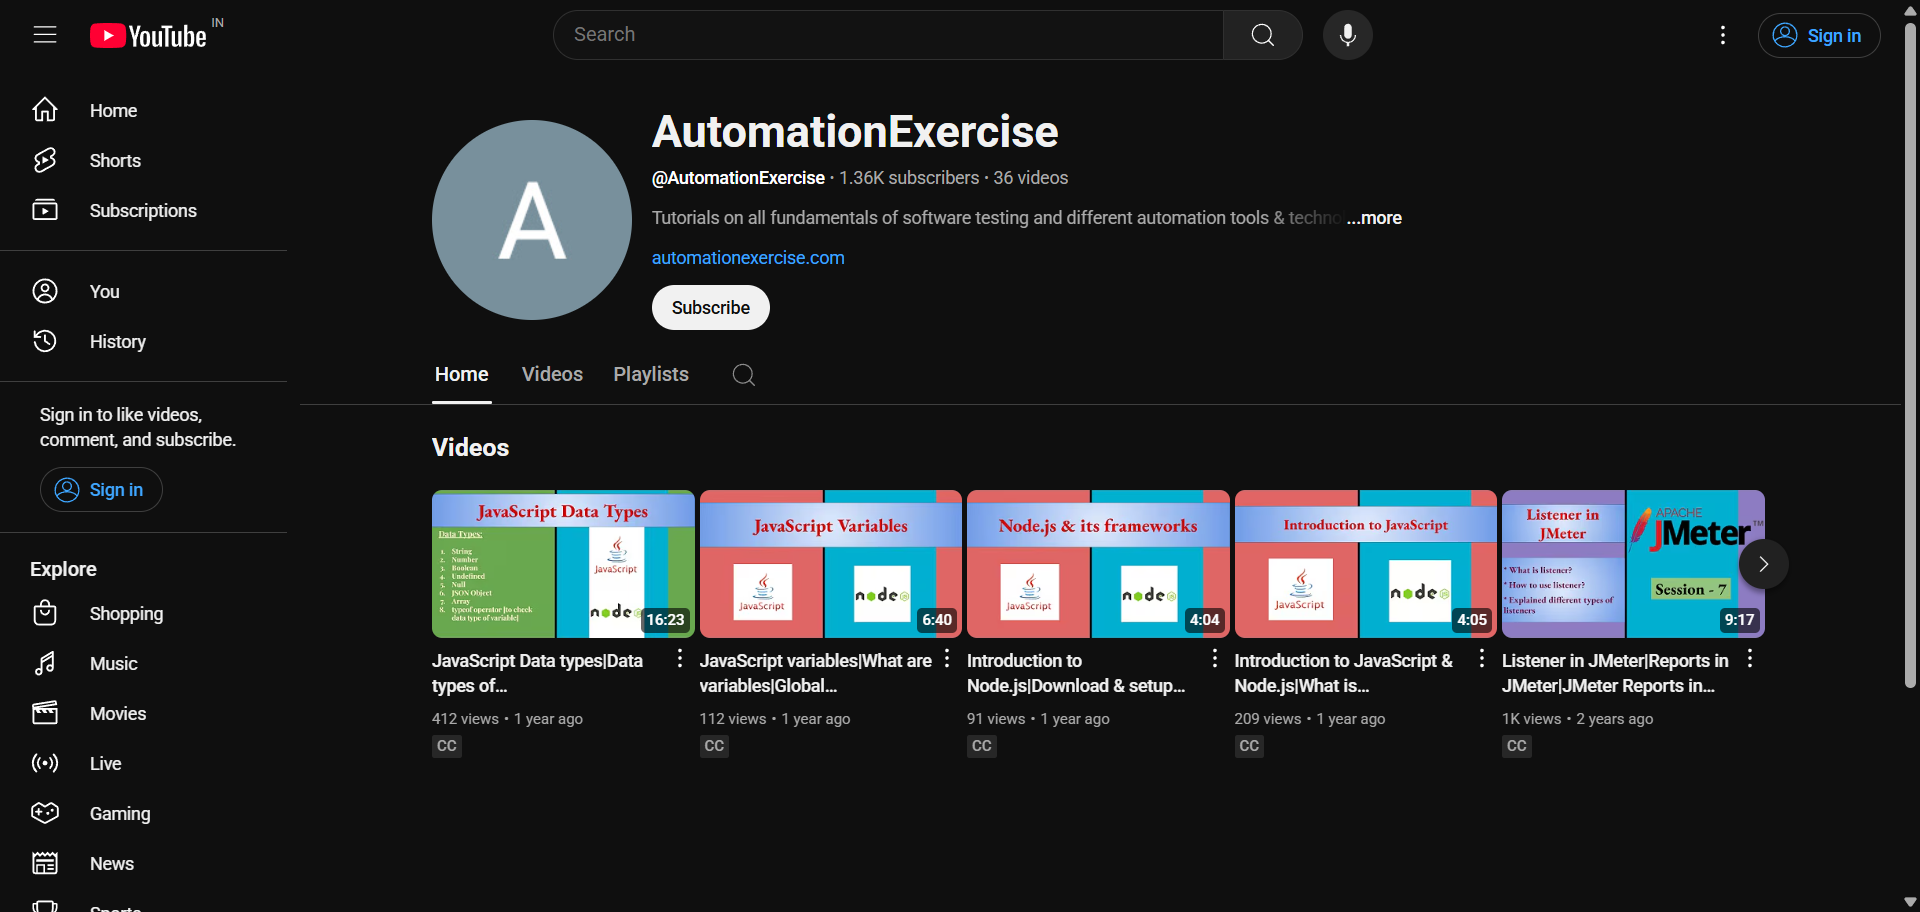 YouTube IN
Search
Sign in
Home
Shorts
Subscriptions
You
History
Sign in to like videos,
comment, and subscribe.
Sign in
Explore
Shopping
Music
Movies
Live
Gaming
News
A
AutomationExercise
@AutomationExercise · 1.36K subscribers · 36 videos
Tutorials on all fundamentals of software testing and different automation tools & techno ...more
automationexercise.com
Subscribe
Home Videos Playlists
Videos
JavaScript Data Types
Data Types:
1. String
2. Number
3. Boolean
4. Undefined
5. Null
6. JSON Object
7. Array
8. typeof operator [to check
data type of variable]
JavaScript
node
16:23
JavaScript Data types|Data
types of...
412 views • 1 year ago
CC
JavaScript Variables
JavaScript
node
6:40
JavaScript variables|What are
variables|Global...
112 views • 1 year ago
CC
Node.js & its frameworks
JavaScript
node
4:04
Introduction to
Node.js|Download & setup...
91 views • 1 year ago
CC
Introduction to JavaScript
JavaScript
node
4:05
Introduction to JavaScript &
Node.js|What is...
209 views • 1 year ago
CC
Listener in
JMeter
* What is listener?
* How to use listener?
* Explained different types of
listeners
APACHE
JMeter™
Session - 7
9:17
Listener in JMeter|Reports in
JMeter|JMeter Reports in...
1K views • 2 years ago
CC